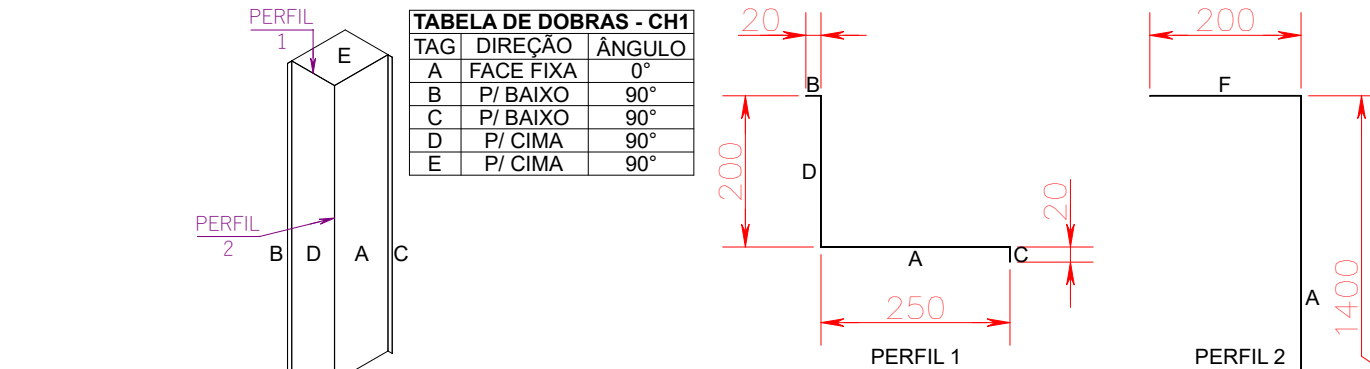 PERFIL
1
E
PERFIL
2
B
D
A
C
TABELA DE DOBRAS - CH1
TAG DIREÇÃO ÂNGULO
A FACE FIXA 0°
B P/ BAIXO 90°
C P/ BAIXO 90°
D P/ CIMA 90°
E P/ CIMA 90°
20
B
200
D
20
A
C
250
PERFIL 1
200
F
A
1400
PERFIL 2